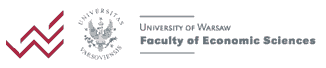 UNIVERSITAS
VARSOVIENSIS
UNIVERSITY OF WARSAW
Faculty of Economic Sciences